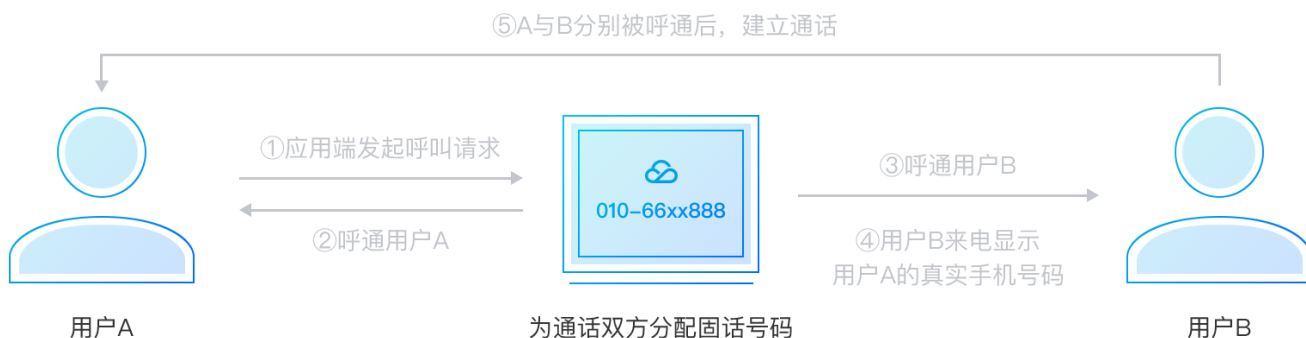 ⑤A与B分别被呼通后，建立通话
①应用端发起呼叫请求
②呼通用户A
010-66xx888
③呼通用户B
④用户B来电显示
用户A的真实手机号码
用户A
为通话双方分配固话号码
用户B